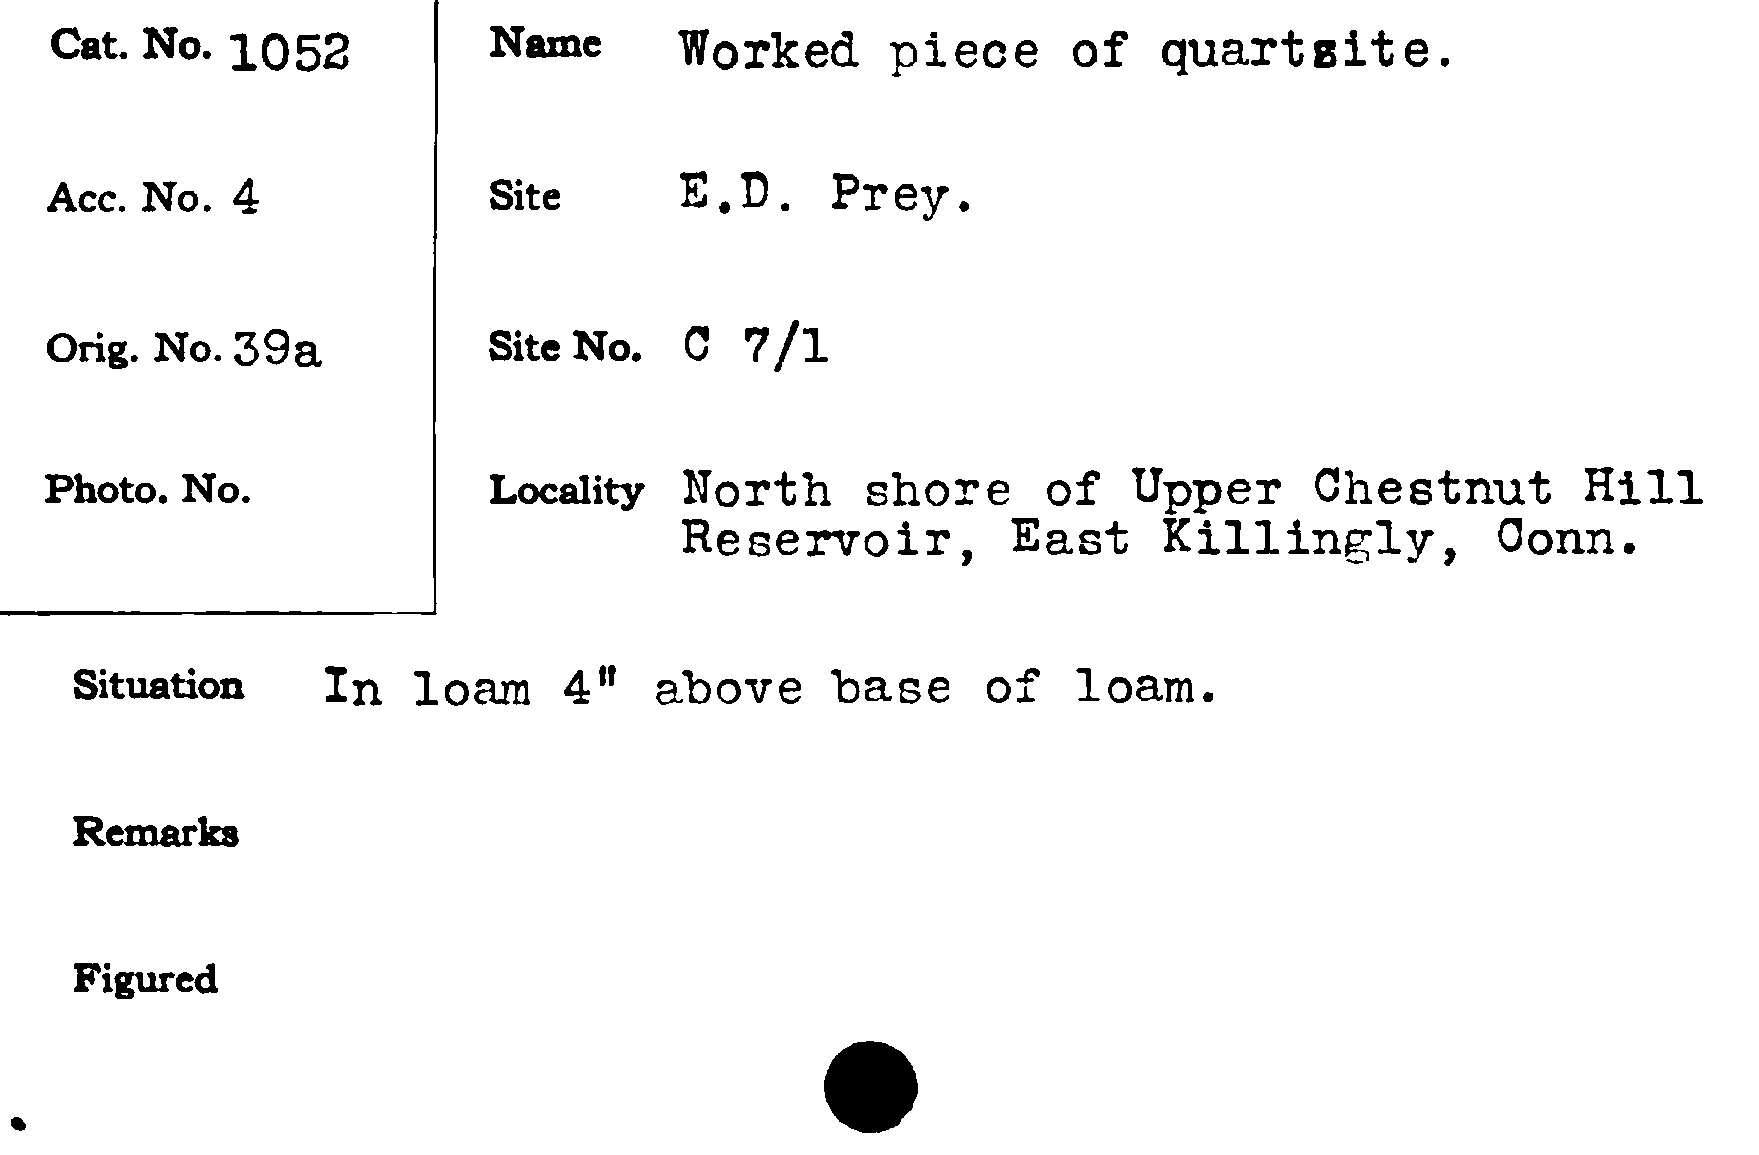 Cat. No. 1052
Name Worked piece of quartsite.
Acc. No. 4
Site E.D. Prey.
Orig. No. 39a
Site No. C 7/1
Photo. No.
Locality North shore of Upper Chestnut Hill
Reservoir, East Killingly, Conn.
Situation In loam 4" above base of loam.
Remarks
Figured